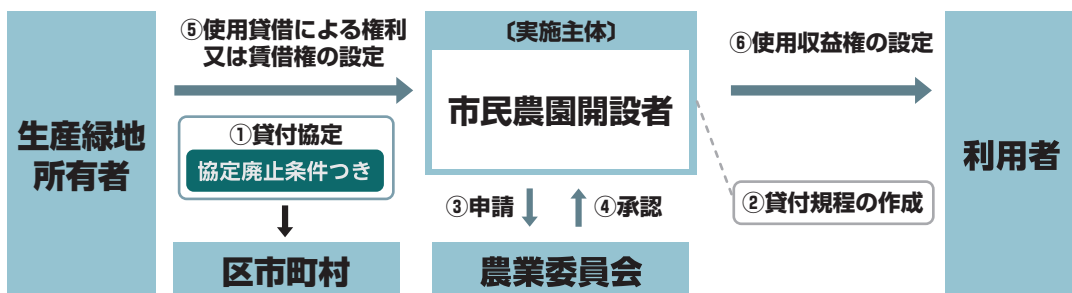 生産緑地
所有者
⑤使用貸借による権利
又は賃借権の設定
①貸付協定
協定廃止条件つき
区市町村
〔実施主体〕
市民農園開設者
③申請
④承認
農業委員会
⑥使用収益権の設定
②貸付規程の作成
利用者